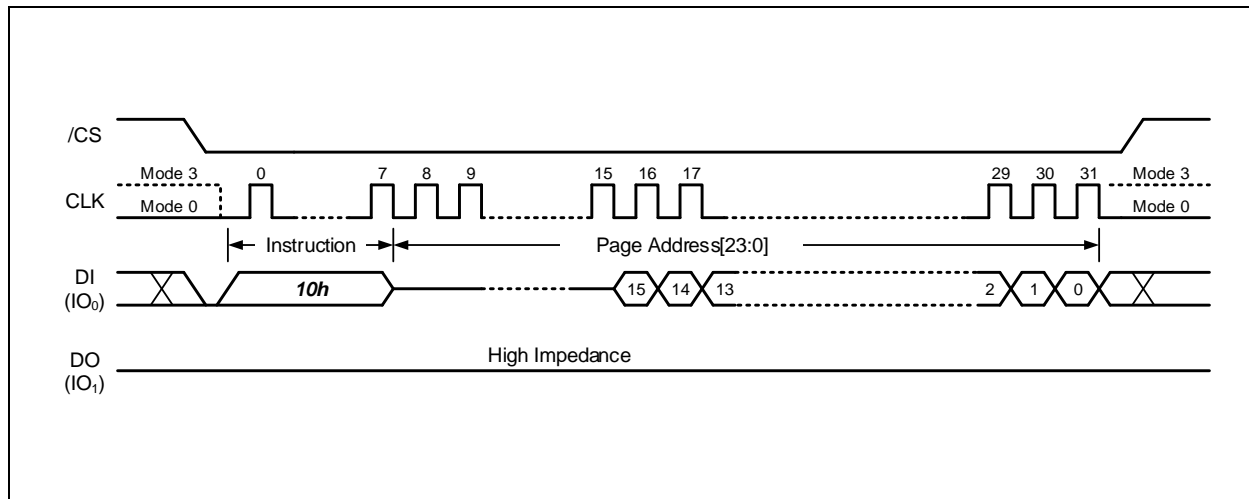 /CS
Mode 3 0 7 8 9 15 16 17 29 30 31 Mode 3
CLK
Mode 0 Mode 0
Instruction Page Address[23:0]
DI
(IO₀)
10h 15 14 13 2 1 0
High Impedance
DO
(IO₁)